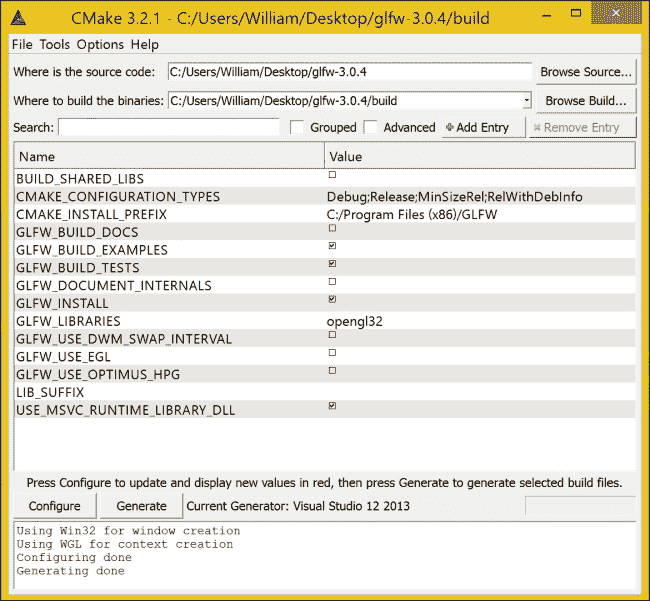 CMake 3.2.1 - C:/Users/William/Desktop/glfw-3.0.4/build
File Tools Options Help
Where is the source code: C:/Users/William/Desktop/glfw-3.0.4 Browse Source...
Where to build the binaries: C:/Users/William/Desktop/glfw-3.0.4/build Browse Build...
Search: Grouped Advanced Add Entry Remove Entry
Name Value
BUILD_SHARED_LIBS
CMAKE_CONFIGURATION_TYPES Debug;Release;MinSizeRel;RelWithDebInfo
CMAKE_INSTALL_PREFIX C:/Program Files (x86)/GLFW
GLFW_BUILD_DOCS
GLFW_BUILD_EXAMPLES
GLFW_BUILD_TESTS
GLFW_DOCUMENT_INTERNALS
GLFW_INSTALL
GLFW_LIBRARIES opengl32
GLFW_USE_DWM_SWAP_INTERVAL
GLFW_USE_EGL
GLFW_USE_OPTIMUS_HPG
LIB_SUFFIX
USE_MSVC_RUNTIME_LIBRARY_DLL
Press Configure to update and display new values in red, then press Generate to generate selected build files.
Configure Generate Current Generator: Visual Studio 12 2013
Using Win32 for window creation
Using WGL for context creation
Configuring done
Generating done